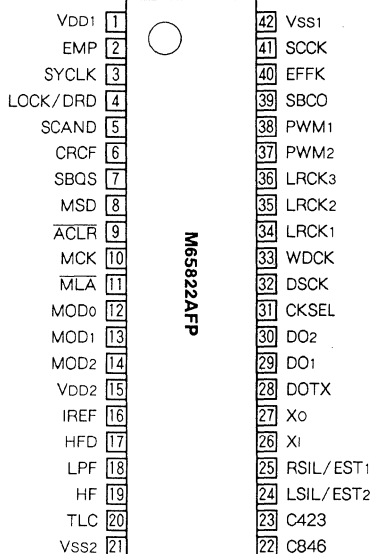 VDD1 1 42 VSS1
EMP 2 41 SCCK
SYCLK 3 40 EFFK
LOCK/DRD 4 39 SBCO
SCAND 5 38 PWM1
CRCF 6 37 PWM2
SBQS 7 36 LRCK3
MSD 8 35 LRCK2
ACLR 9 34 LRCK1
MCK 10 33 WDCK
MLA 11 32 DSCK
MOD0 12 31 CKSEL
MOD1 13 30 DO2
MOD2 14 29 DO1
VDD2 15 28 DOTX
IREF 16 27 XO
HFD 17 26 XI
LPF 18 25 RSIL/EST1
HF 19 24 LSIL/EST2
TLC 20 23 C423
VSS2 21 22 C846
M65822AFP